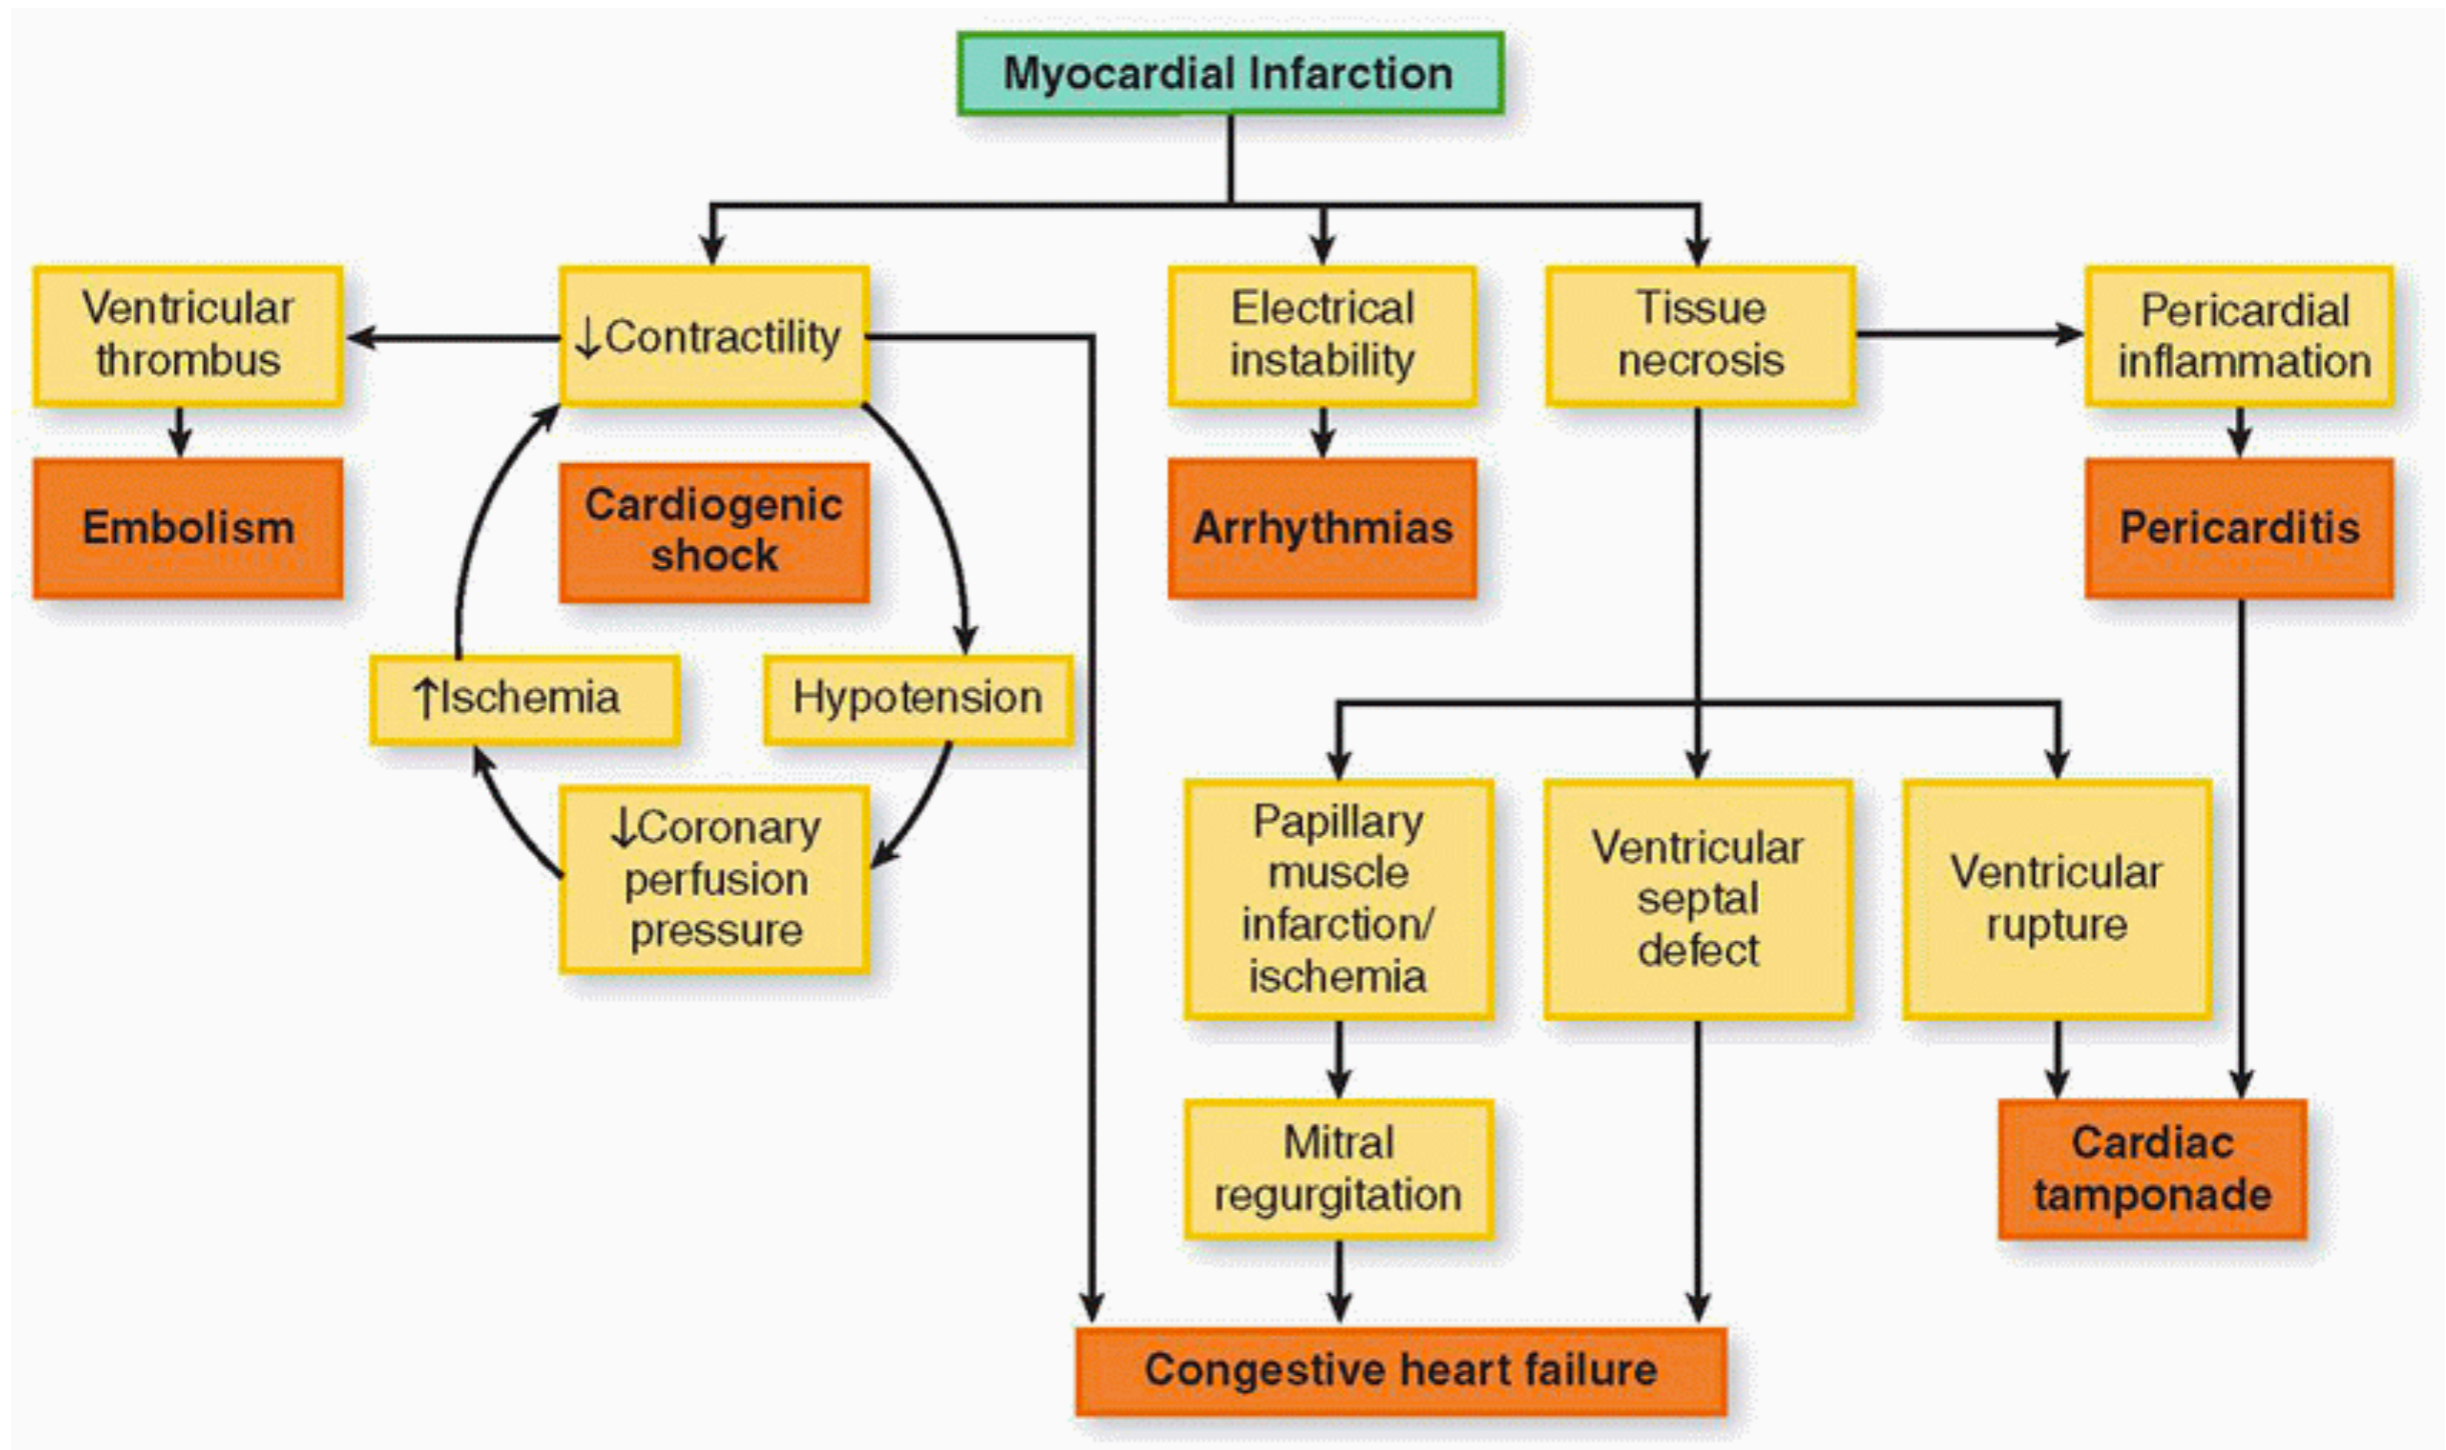 Myocardial Infarction
Ventricular
thrombus
↓Contractility
Electrical
instability
Tissue
necrosis
Pericardial
inflammation
Embolism
Cardiogenic
shock
Arrhythmias
Pericarditis
↑Ischemia
Hypotension
↓Coronary
perfusion
pressure
Papillary
muscle
infarction/
ischemia
Ventricular
septal
defect
Ventricular
rupture
Mitral
regurgitation
Cardiac
tamponade
Congestive heart failure